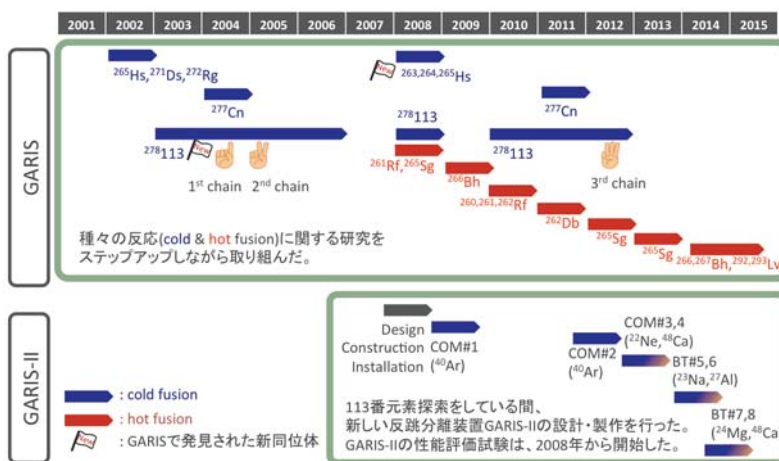 2001 2002 2003 2004 2005 2006 2007 2008 2009 2010 2011 2012 2013 2014 2015
GARIS
²⁶⁵Hs,²⁷¹Ds,²⁷²Rg
²⁷⁷Cn
²⁷⁸113
New
1ˢᵗ chain
2ⁿᵈ chain
New
²⁶³,²⁶⁴,²⁶⁵Hs
²⁷⁸113
²⁶¹Rf,²⁶⁵Sg
²⁶⁶Bh
²⁶⁰,²⁶¹,²⁶²Rf
²⁷⁷Cn
²⁷⁸113
3ʳᵈ chain
²⁶²Db
²⁶⁵Sg
²⁶⁵Sg
²⁶⁶,²⁶⁷Bh,²⁹²,²⁹³Lv
種々の反応(cold & hot fusion)に関する研究を
ステップアップしながら取り組んだ。
GARIS-II
Design
Construction
Installation
COM#1
(⁴⁰Ar)
COM#2
(⁴⁰Ar)
COM#3,4
(²²Ne,⁴⁸Ca)
BT#5,6
(²³Na,²⁷Al)
BT#7,8
(²⁴Mg,⁴⁸Ca)
: cold fusion
: hot fusion
New : GARISで発見された新同位体
113番元素探索をしている間、
新しい反跳分離装置GARIS-IIの設計・製作を行った。
GARIS-IIの性能評価試験は、2008年から開始した。